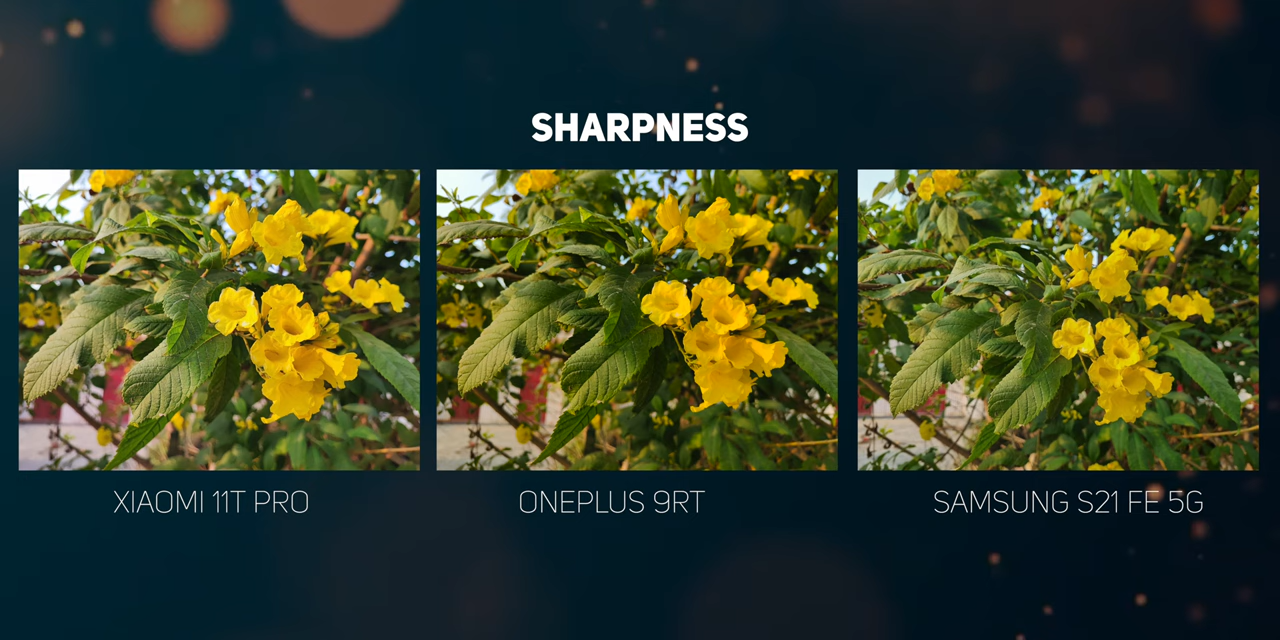 SHARPNESS
XIAOMI 11T PRO
ONEPLUS 9RT
SAMSUNG S21 FE 5G